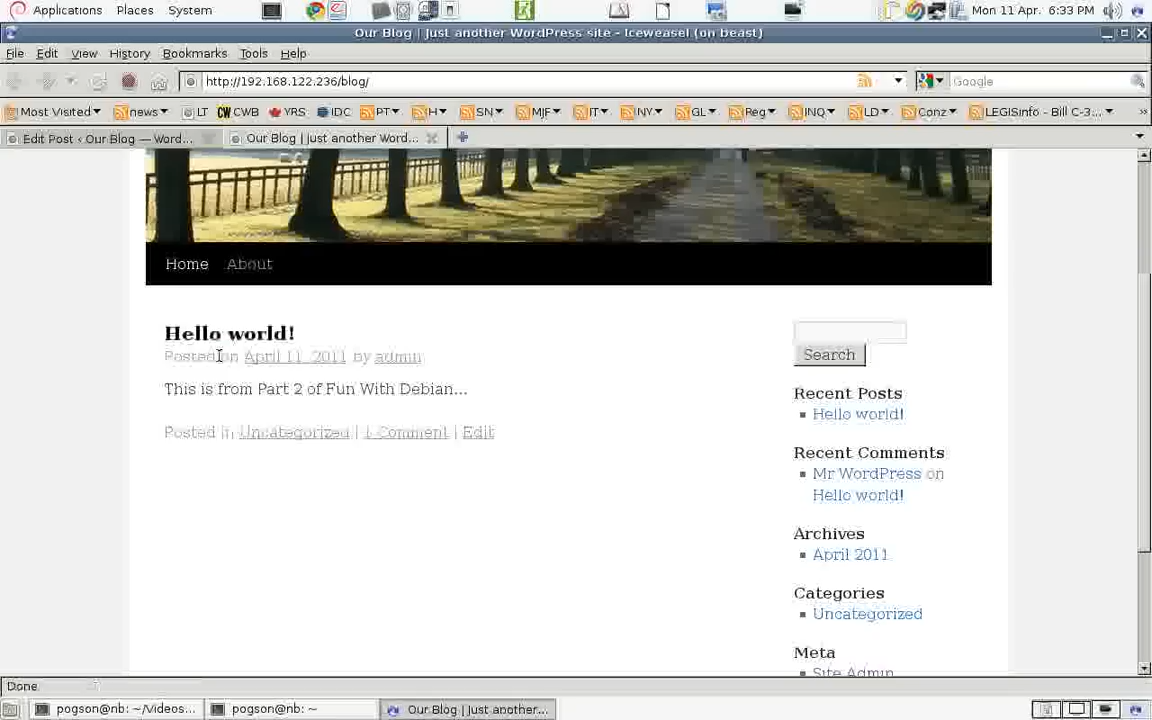 Applications Places System Mon 11 Apr, 6:33 PM
Our Blog | Just another WordPress site - Iceweasel (on beast)
File Edit View History Bookmarks Tools Help
http://192.168.122.236/blog/ Google
Most Visited news LT CWB YRS IDC PT H SN MJF IT NY GL Reg INQ LD Conz LEGISinfo - Bill C-3... »
Edit Post ‹ Our Blog — Word... Our Blog | Just another Word...
Home About
Hello world!
Posted on April 11, 2011 by admin
This is from Part 2 of Fun With Debian...
Posted in Uncategorized | 1 Comment | Edit
Search
Recent Posts
Hello world!
Recent Comments
Mr WordPress on
Hello world!
Archives
April 2011
Categories
Uncategorized
Meta
Site Admin
Done
pogson@nb: ~/Videos... pogson@nb: ~ Our Blog | Just another...